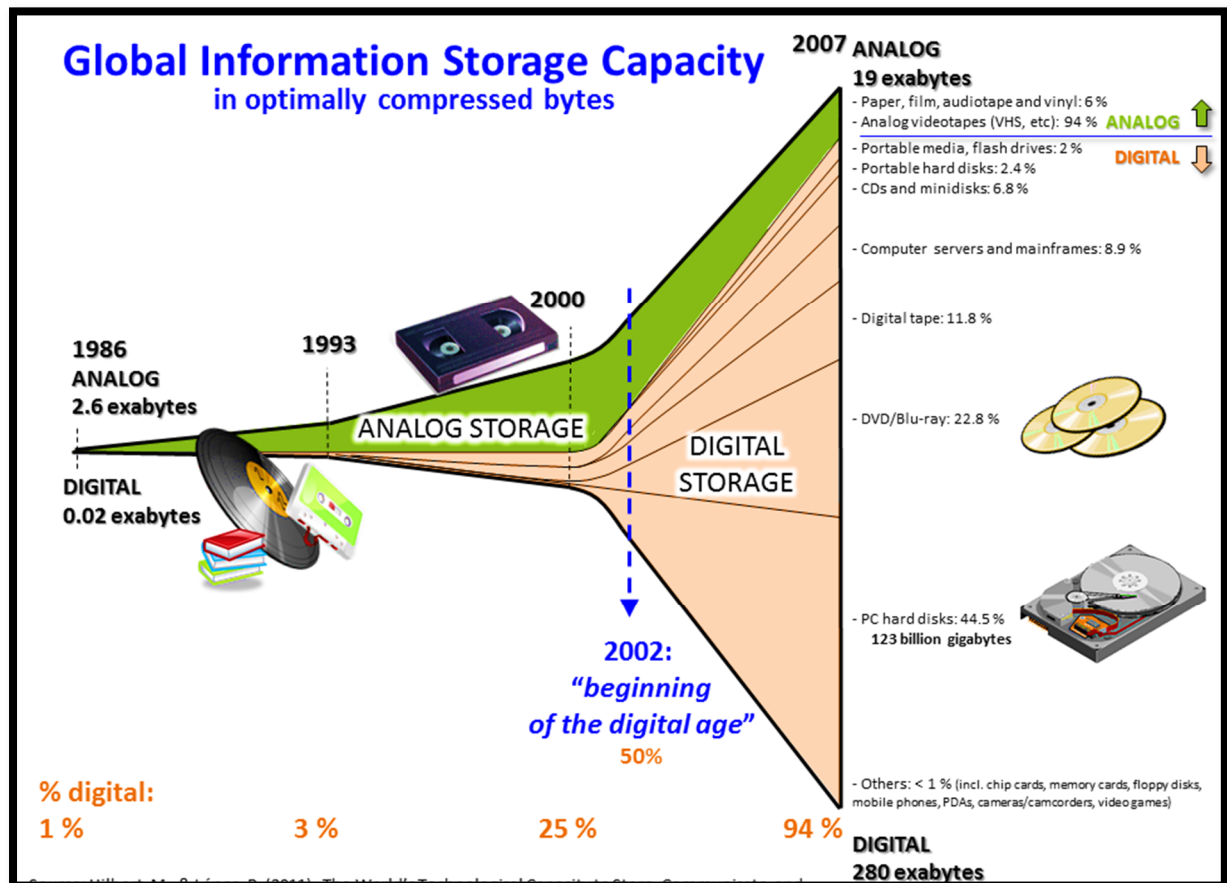 Global Information Storage Capacity
in optimally compressed bytes
2007
ANALOG
19 exabytes
- Paper, film, audiotape and vinyl: 6 %
- Analog videotapes (VHS, etc): 94 %
ANALOG
- Portable media, flash drives: 2 %
DIGITAL
- Portable hard disks: 2.4 %
- CDs and minidisks: 6.8 %
- Computer servers and mainframes: 8.9 %
- Digital tape: 11.8 %
- DVD/Blu-ray: 22.8 %
- PC hard disks: 44.5 %
123 billion gigabytes
- Others: < 1 % (incl. chip cards, memory cards, floppy disks,
mobile phones, PDAs, cameras/camcorders, video games)
DIGITAL
280 exabytes
1986
ANALOG
2.6 exabytes
DIGITAL
0.02 exabytes
1993
2000
ANALOG STORAGE
DIGITAL
STORAGE
2002:
“beginning
of the digital age”
50%
% digital:
1 %
3 %
25 %
94 %